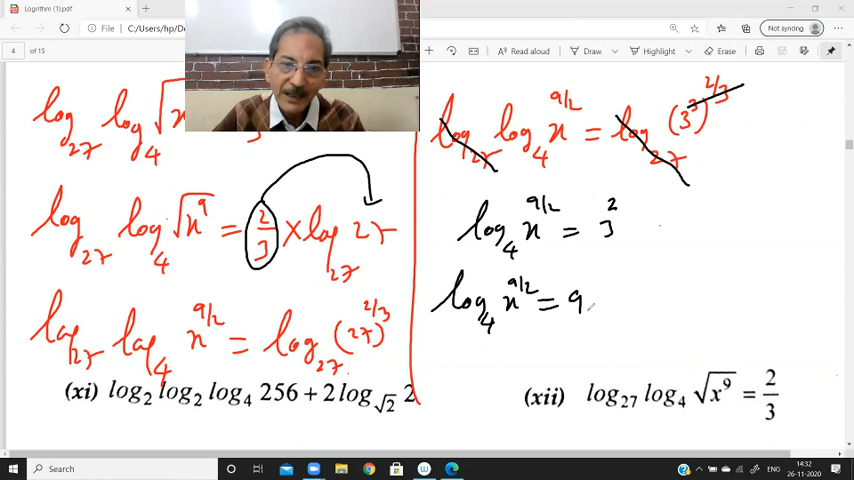 Logrithm (1).pdf
File
C:/Users/hp/De
Not syncing
4 of 15
Read aloud
Highlight
Erase
log₂₇ log₄ √x
log₂₇ log₄ √x⁹ = 2/3 × log₂₇ 27
log₂₇ log₄ x^9/2 = log₂₇ (27)^2/3
(xi) log₂ log₂ log₄ 256 + 2 log_√2 2
log₂₇ log₄ x^9/2 = log₂₇ (3³)^2/3
log₄ x^9/2 = 3²
log₄ x^9/2 = 9
(xii) log₂₇ log₄ √x⁹ = 2/3
Search
ENG
14:32
26-11-2020